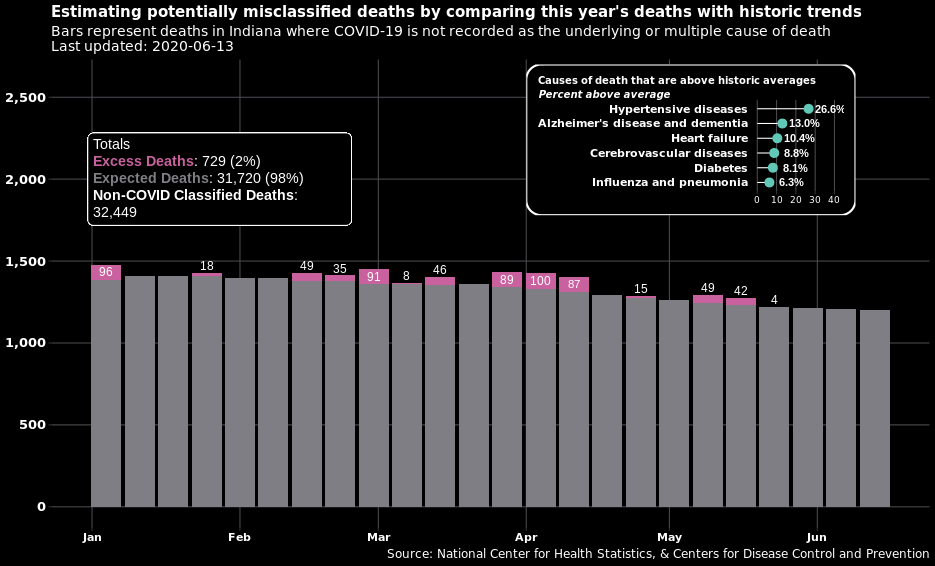 Estimating potentially misclassified deaths by comparing this year's deaths with historic trends
Bars represent deaths in Indiana where COVID-19 is not recorded as the underlying or multiple cause of death
Last updated: 2020-06-13
2,500
2,000
1,500
1,000
500
0
Totals
Excess Deaths: 729 (2%)
Expected Deaths: 31,720 (98%)
Non-COVID Classified Deaths:
32,449
Causes of death that are above historic averages
Percent above average
Hypertensive diseases 26.6%
Alzheimer's disease and dementia 13.0%
Heart failure 10.4%
Cerebrovascular diseases 8.8%
Diabetes 8.1%
Influenza and pneumonia 6.3%
0 10 20 30 40
96 18 49 35 91 8 46 89 100 87 15 49 42 4
Jan Feb Mar Apr May Jun
Source: National Center for Health Statistics, & Centers for Disease Control and Prevention